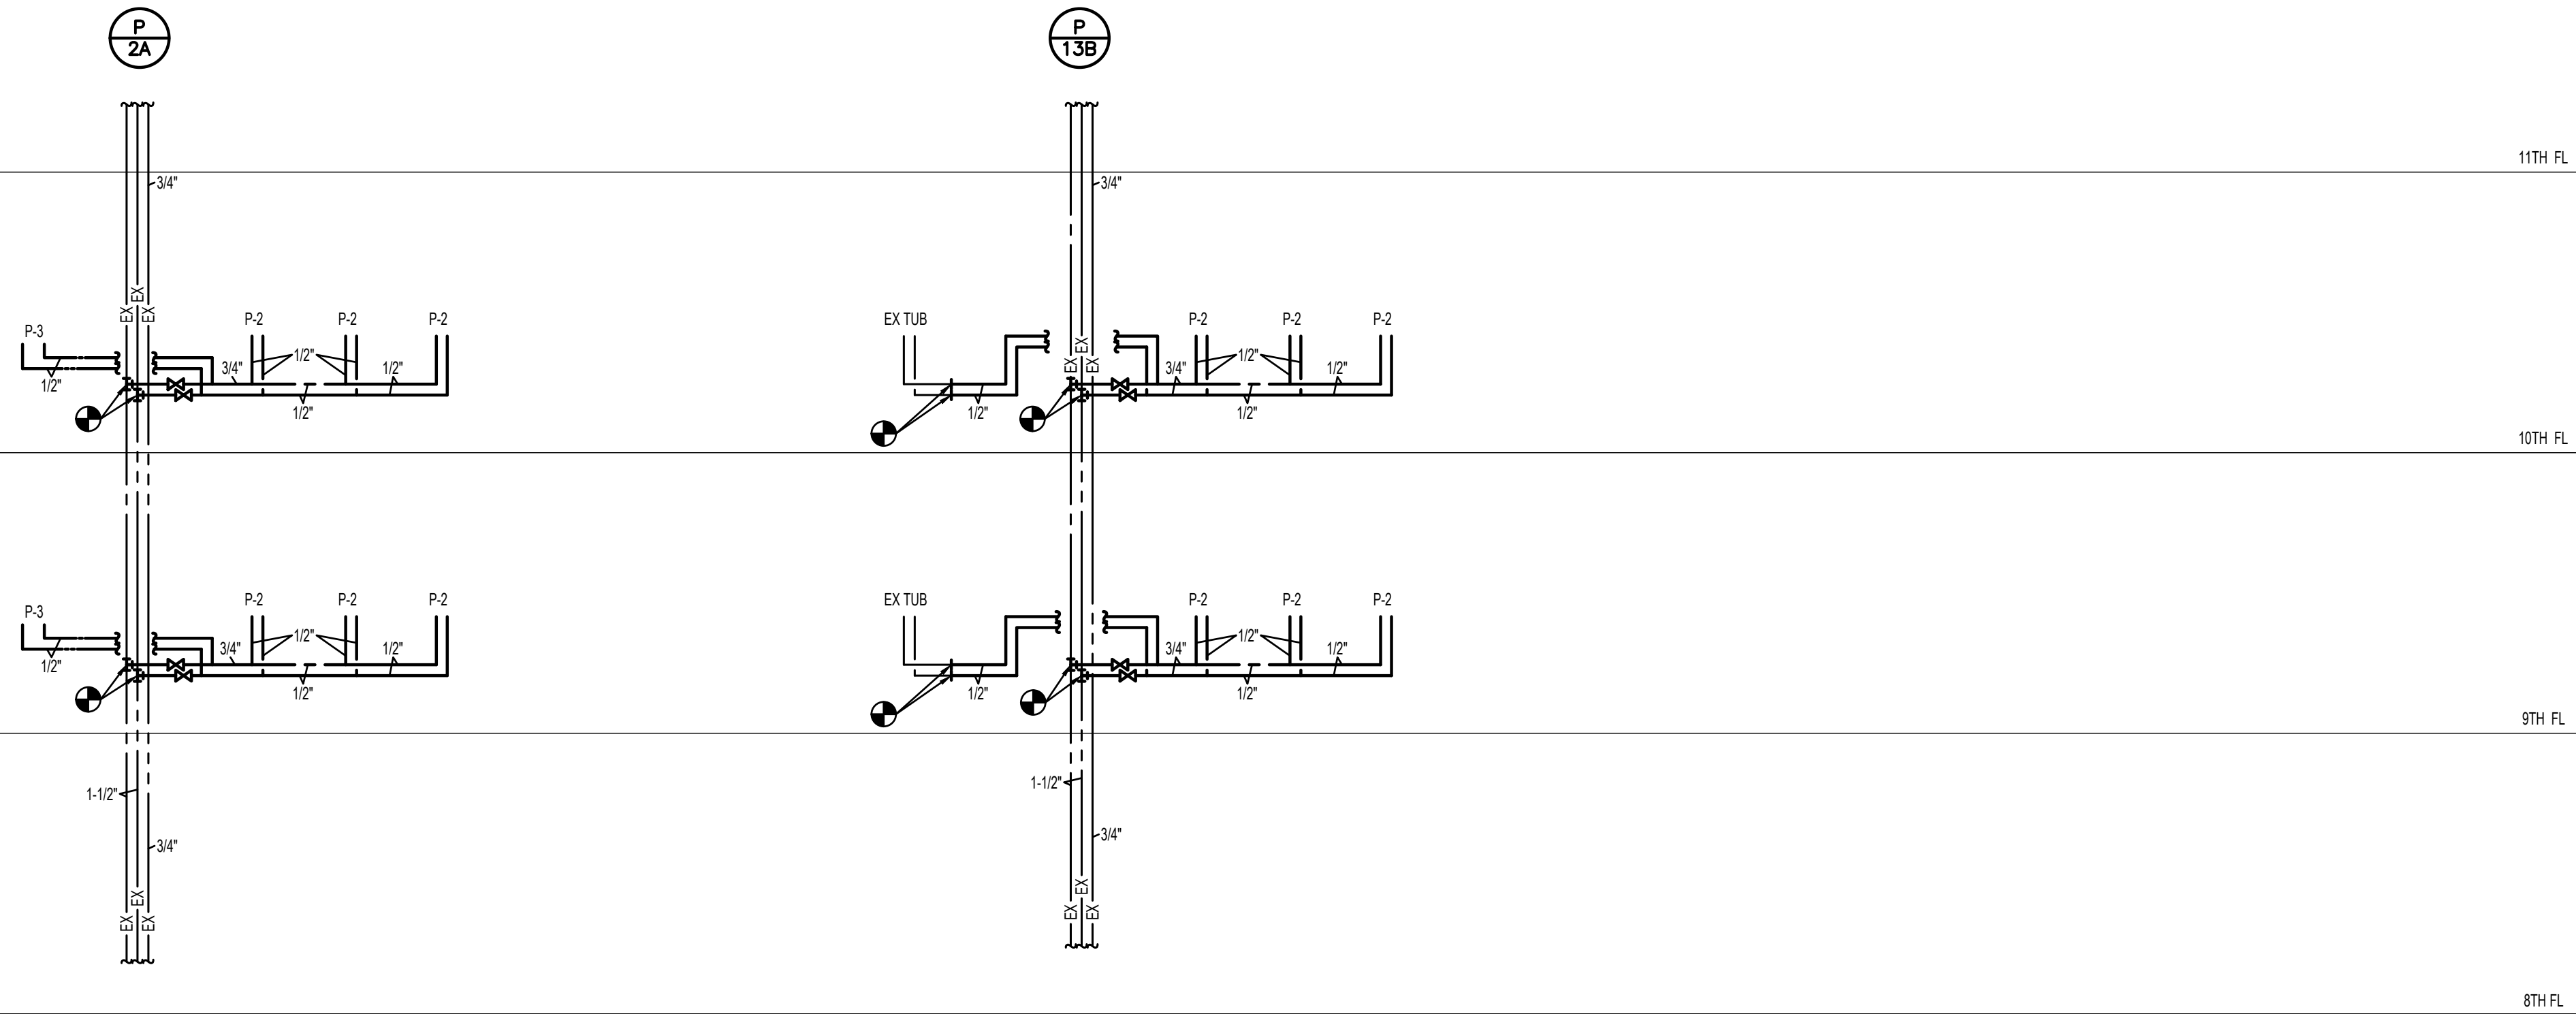 P
2A
P
13B
11TH FL
3/4"
3/4"
EX
EX
EX
P-3
P-2
P-2
P-2
1/2"
3/4"
1/2"
1/2"
1/2"
EX TUB
EX
EX
EX
P-2
P-2
P-2
1/2"
3/4"
1/2"
1/2"
1/2"
10TH FL
P-3
P-2
P-2
P-2
1/2"
3/4"
1/2"
1/2"
1/2"
EX TUB
P-2
P-2
P-2
1/2"
3/4"
1/2"
1/2"
1/2"
9TH FL
1-1/2"
3/4"
EX
EX
EX
1-1/2"
3/4"
EX
EX
EX
8TH FL